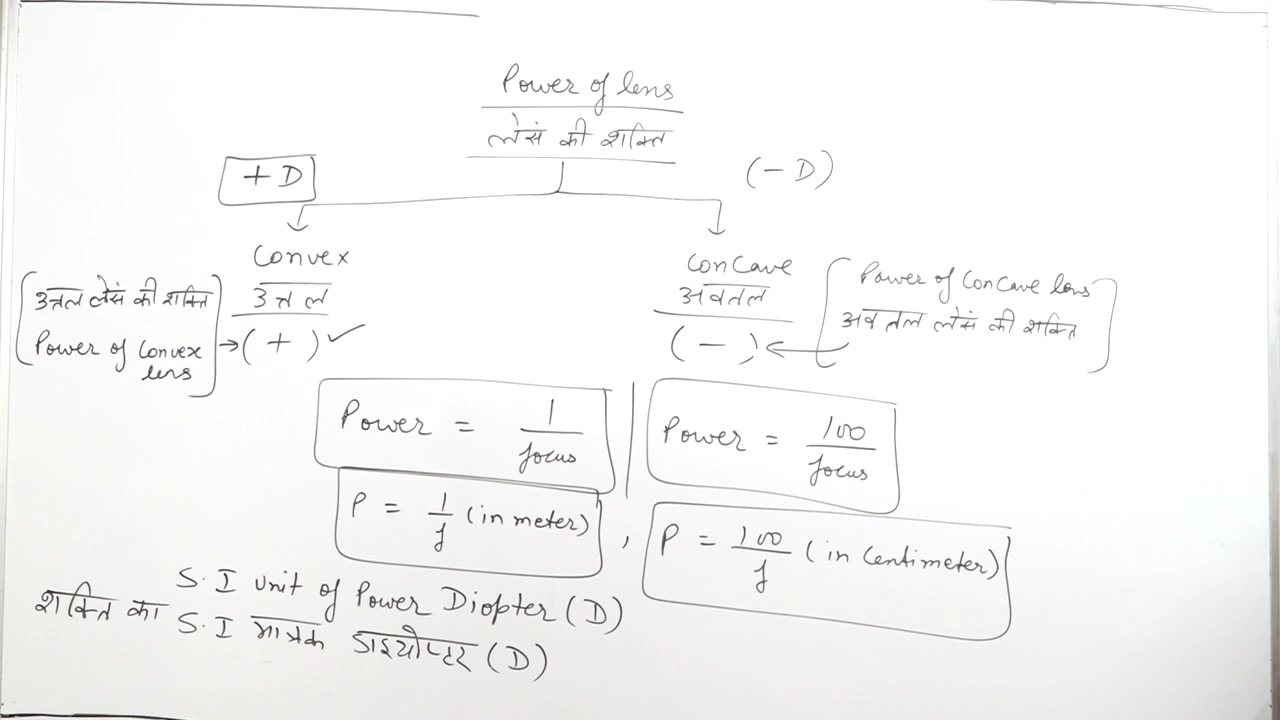 Power of lens
लेसं की शक्ति
+ D
(- D)
Convex
उत्तल
(+) ✓
उत्तल लेसं की शक्ति
Power of Convex
lens
→
Concave
अवतल
(-)
Power of Concave lens
अवतल लेसं की शक्ति
Power = 1/focus
Power = 100/focus
P = 1/f (in meter)
,
P = 100/f (in Centimeter)
S.I unit of Power Diopter (D)
शक्ति का S.I मात्रक डाइयोप्टर (D)